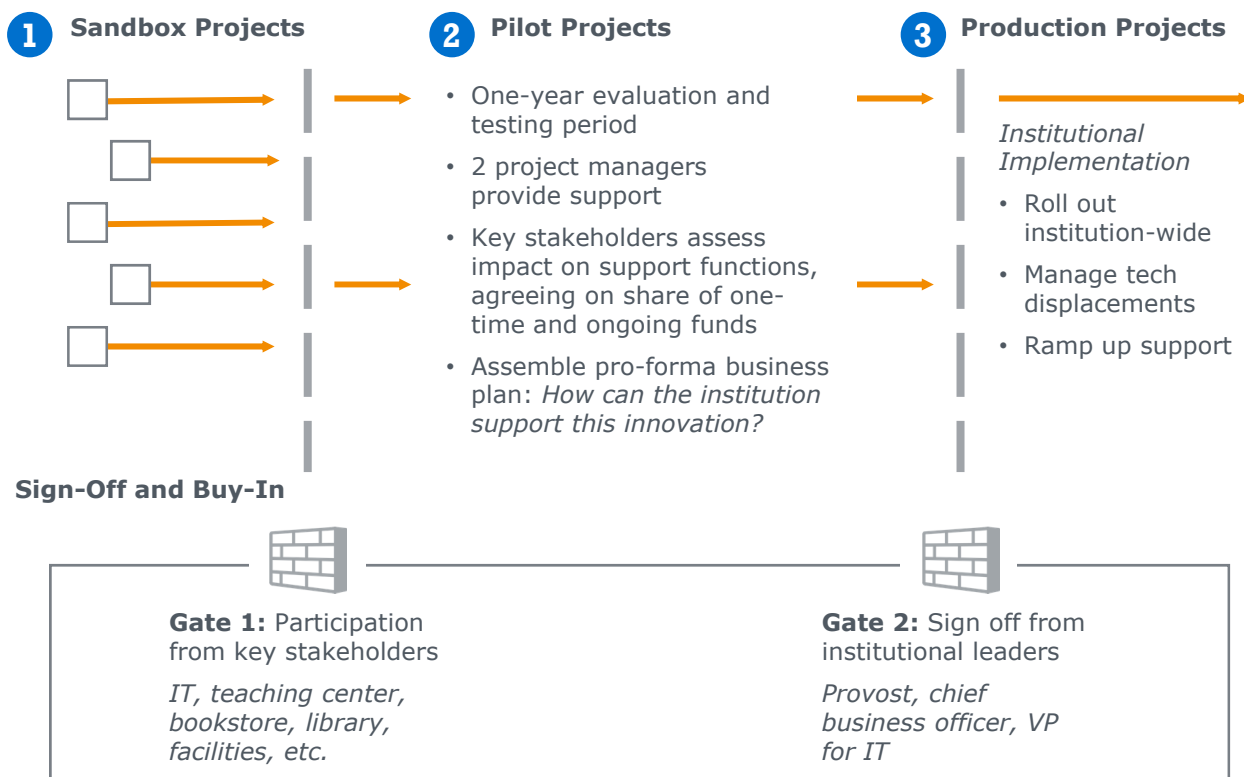 1 Sandbox Projects
2 Pilot Projects
• One-year evaluation and
testing period
• 2 project managers
provide support
• Key stakeholders assess
impact on support functions,
agreeing on share of one-
time and ongoing funds
• Assemble pro-forma business
plan: How can the institution
support this innovation?
3 Production Projects
Institutional
Implementation
• Roll out
institution-wide
• Manage tech
displacements
• Ramp up support
Sign-Off and Buy-In
Gate 1: Participation
from key stakeholders
IT, teaching center,
bookstore, library,
facilities, etc.
Gate 2: Sign off from
institutional leaders
Provost, chief
business officer, VP
for IT